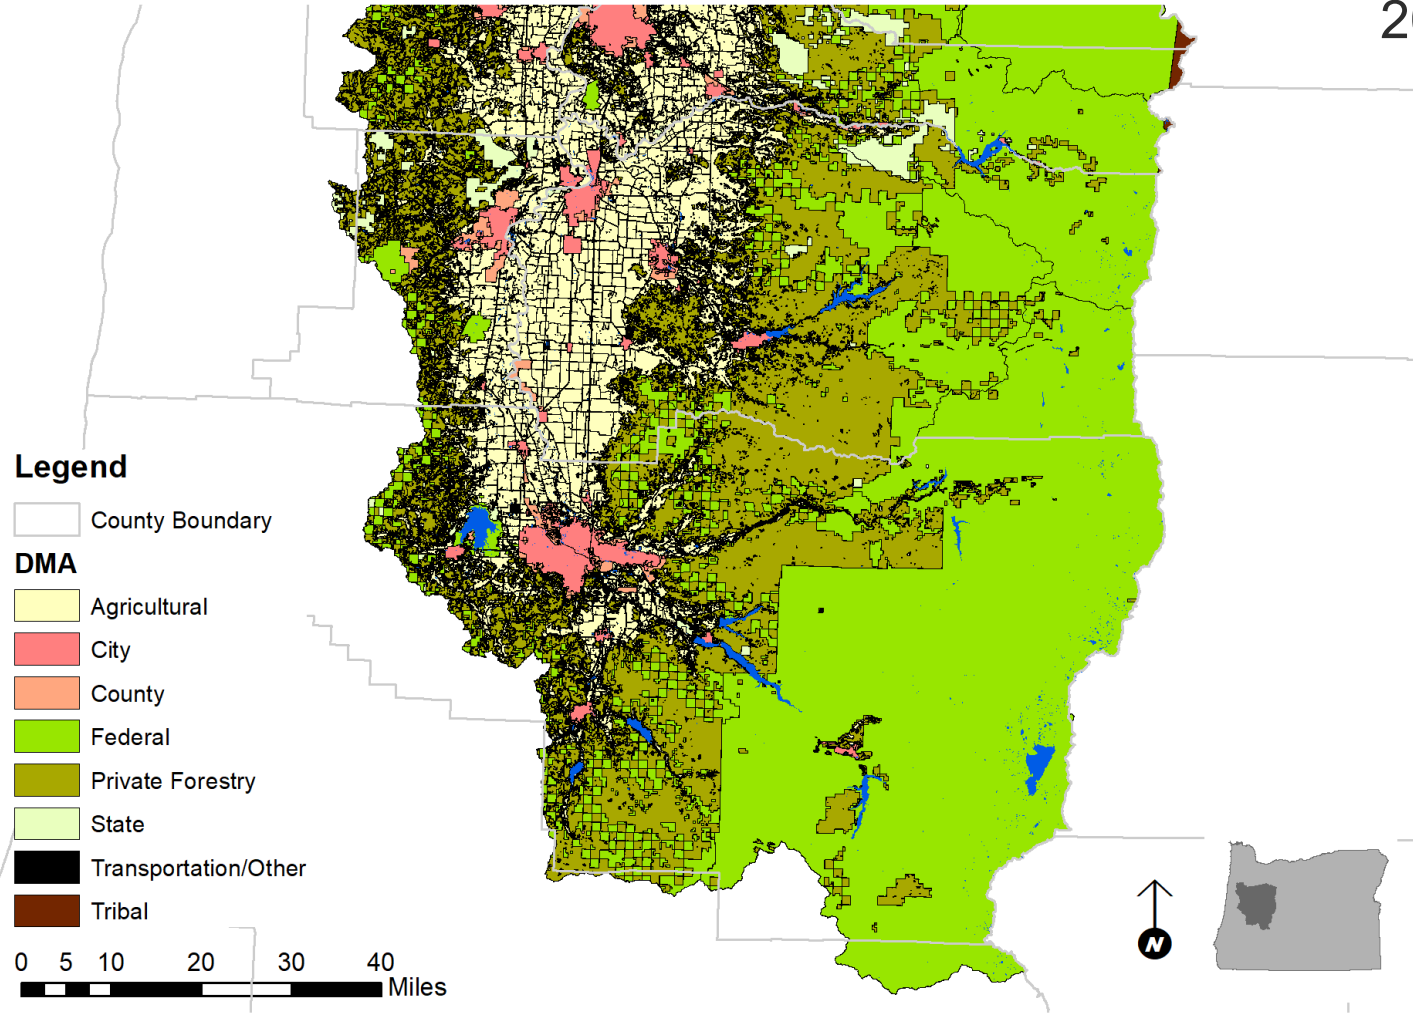 Legend
County Boundary
DMA
Agricultural
City
County
Federal
Private Forestry
State
Transportation/Other
Tribal
0 5 10 20 30 40
Miles
N